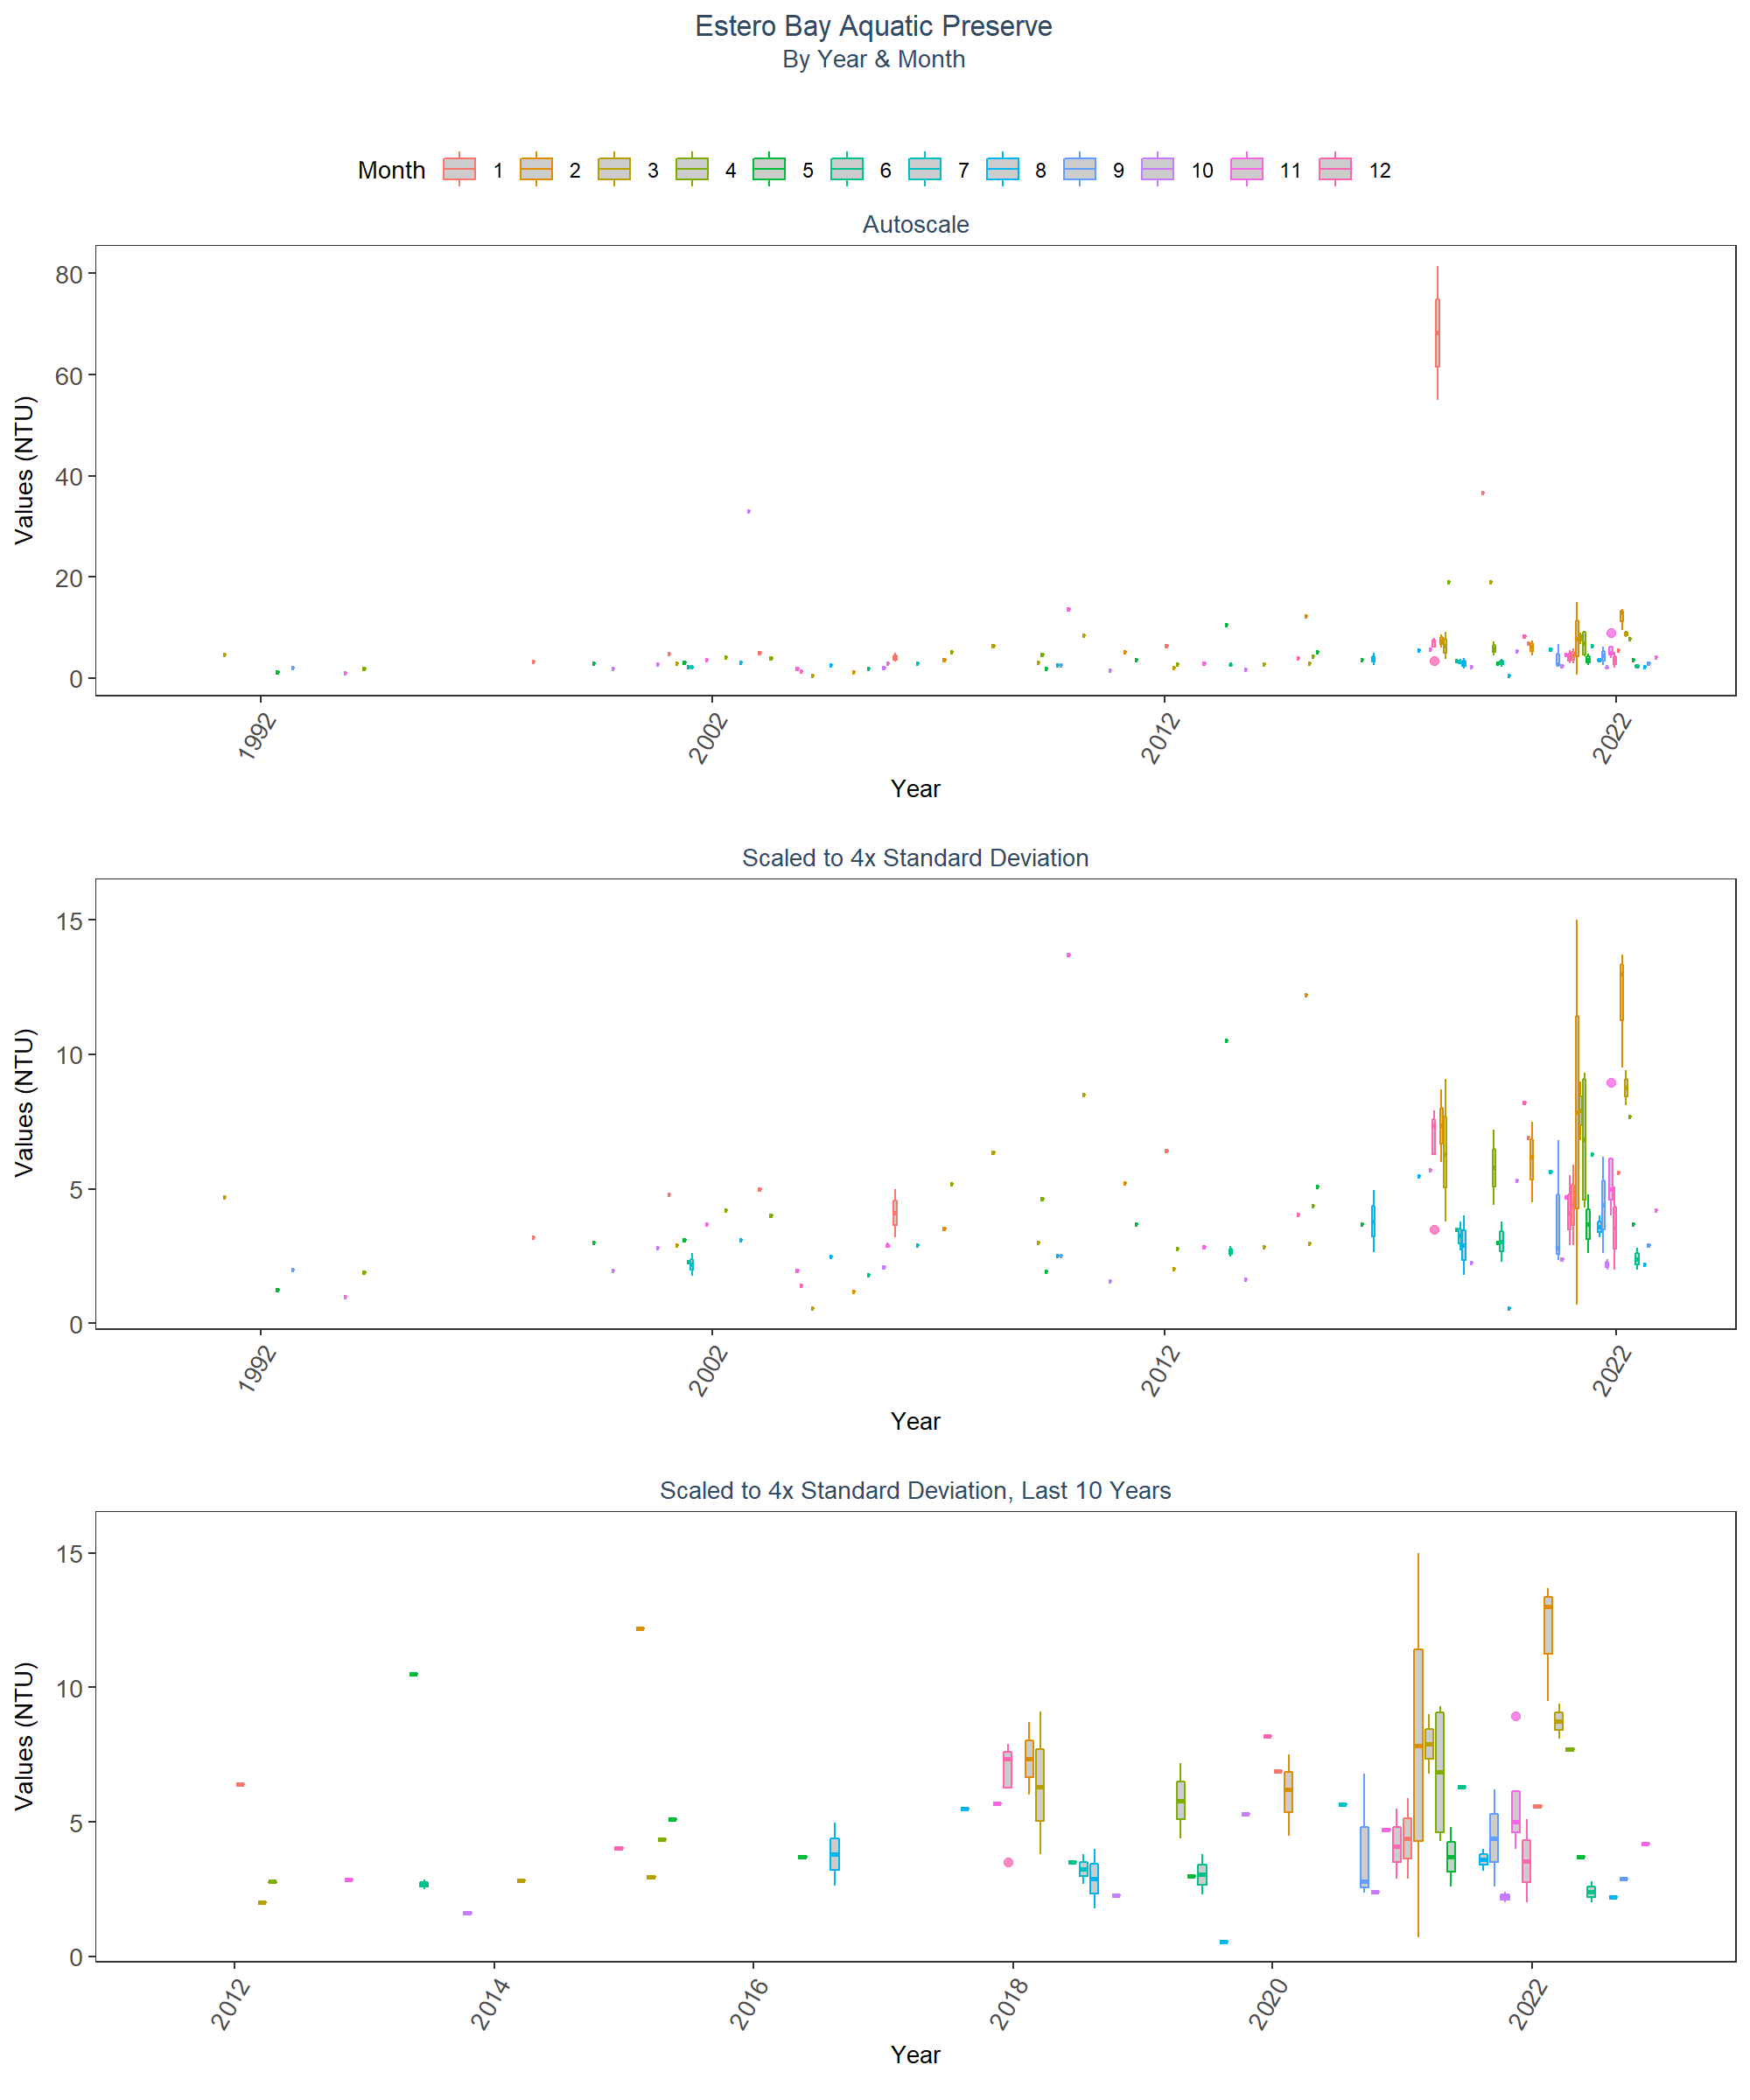 Estero Bay Aquatic Preserve
By Year & Month
Month 1 2 3 4 5 6 7 8 9 10 11 12
Autoscale
Values (NTU)
80
60
40
20
0
1992 2002 2012 2022
Year
Scaled to 4x Standard Deviation
Values (NTU)
15
10
5
0
1992 2002 2012 2022
Year
Scaled to 4x Standard Deviation, Last 10 Years
Values (NTU)
15
10
5
0
2012 2014 2016 2018 2020 2022
Year